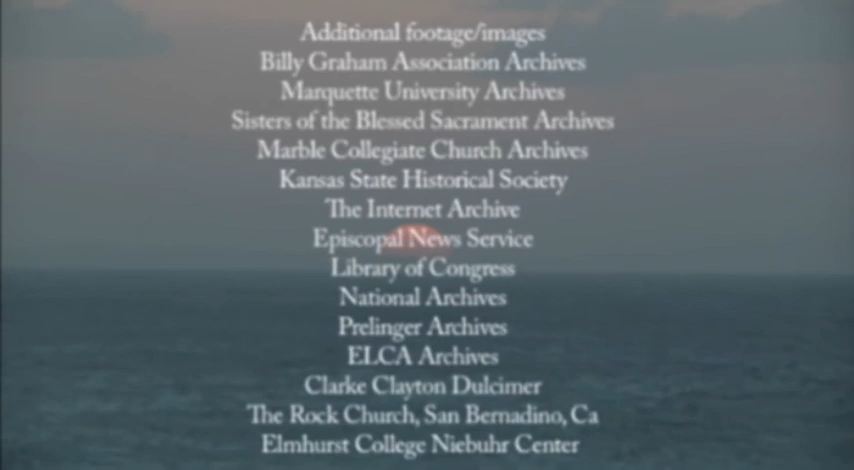 Additional footage/images
Billy Graham Association Archives
Marquette University Archives
Sisters of the Blessed Sacrament Archives
Marble Collegiate Church Archives
Kansas State Historical Society
The Internet Archive
Episcopal News Service
Library of Congress
National Archives
Prelinger Archives
ELCA Archives
Clarke Clayton Dulcimer
The Rock Church, San Bernadino, Ca
Elmhurst College Niebuhr Center